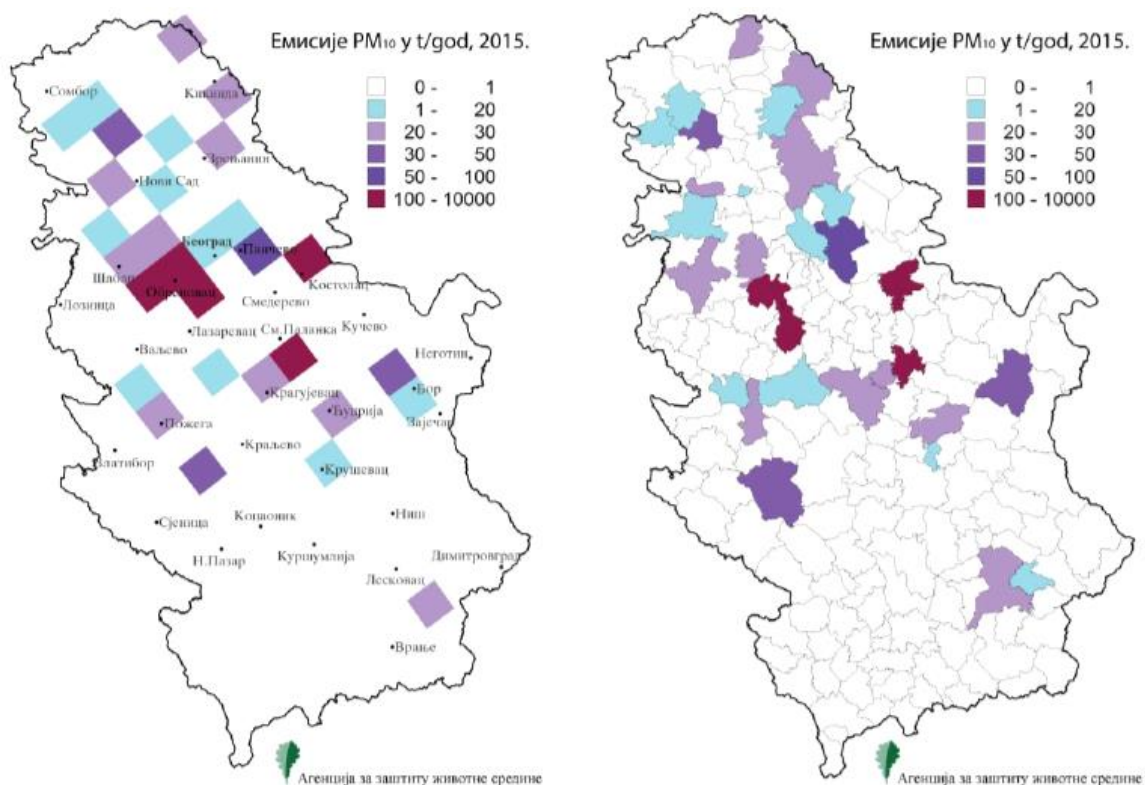 Емисије PM10 у t/god, 2015.
0 - 1
1 - 20
20 - 30
30 - 50
50 - 100
100 - 10000
Сомбор
Кикинда
Зрењанин
Нови Сад
Београд
Панчево
Шабац
Обреновац
Костолац
Лозница
Смедерево
Лазаревац
См.Паланка
Кучево
Ваљево
Неготин
Крагујевац
Бор
Ћуприја
Зајечар
Пожега
Краљево
Златибор
Крушевац
Сјеница
Копаоник
Ниш
Н.Пазар
Куршумлија
Димитровград
Лесковац
Врање
Агенција за заштиту животне средине
Емисије PM10 у t/god, 2015.
0 - 1
1 - 20
20 - 30
30 - 50
50 - 100
100 - 10000
Агенција за заштиту животне средине